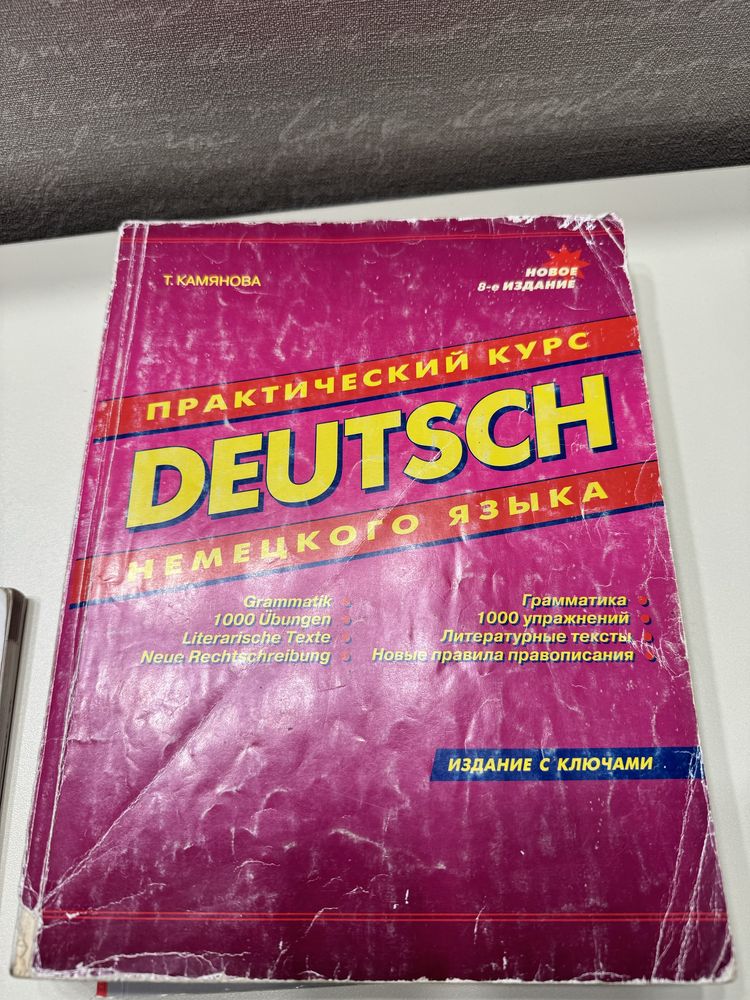 Т. КАМЯНОВА
НОВОЕ
8-е ИЗДАНИЕ
ПРАКТИЧЕСКИЙ КУРС
DEUTSCH
НЕМЕЦКОГО ЯЗЫКА
Grammatik
1000 Übungen
Literarische Texte
Neue Rechtschreibung
Грамматика
1000 упражнений
Литературные тексты
Новые правила правописания
ИЗДАНИЕ С КЛЮЧАМИ